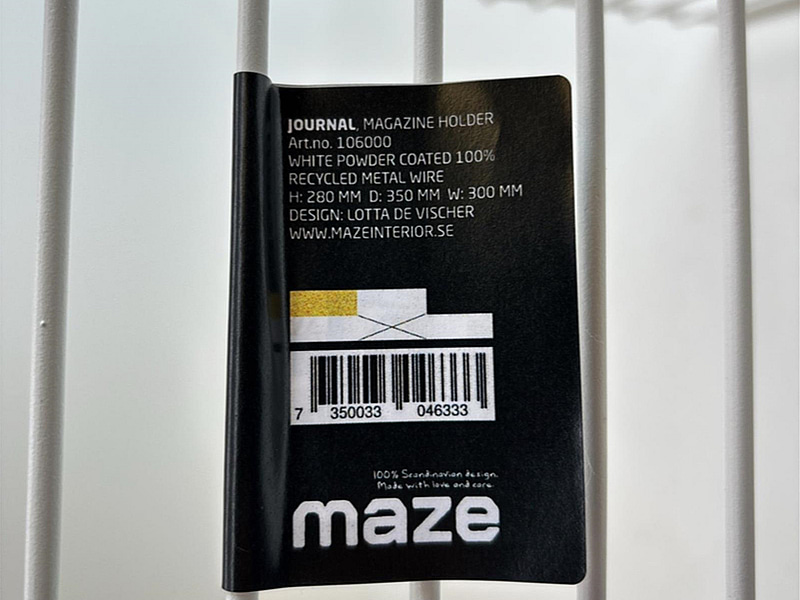 JOURNAL, MAGAZINE HOLDER
Art.no. 106000
WHITE POWDER COATED 100%
RECYCLED METAL WIRE
H: 280 MM D: 350 MM W: 300 MM
DESIGN: LOTTA DE VISCHER
WWW.MAZEINTERIOR.SE
7 350033 046333
100% Scandinavian design.
Made with love and care.
maze